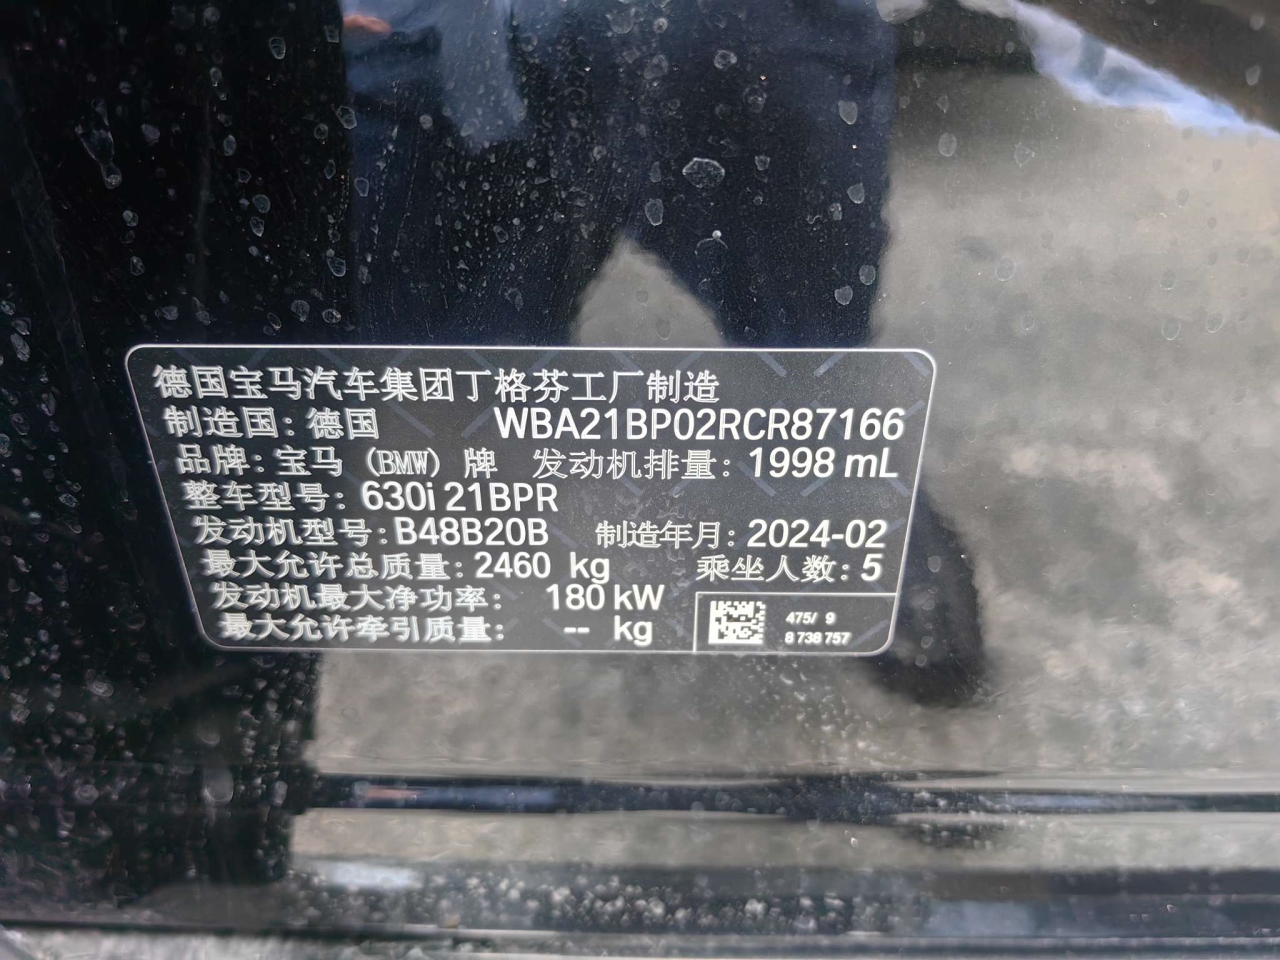 德国宝马汽车集团丁格芬工厂制造
制造国：德国 WBA21BP02RCR87166
品牌：宝马（BMW）牌 发动机排量：1998 mL
整车型号：630i 21BPR
发动机型号：B48B20B 制造年月：2024-02
最大允许总质量：2460 kg 乘坐人数：5
发动机最大净功率： 180 kW
最大允许牵引质量： -- kg
475/ 9
8 738 757